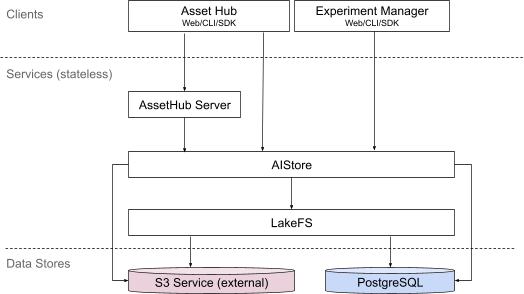 Clients
Asset Hub
Web/CLI/SDK
Experiment Manager
Web/CLI/SDK
Services (stateless)
AssetHub Server
AIStore
LakeFS
Data Stores
S3 Service (external)
PostgreSQL